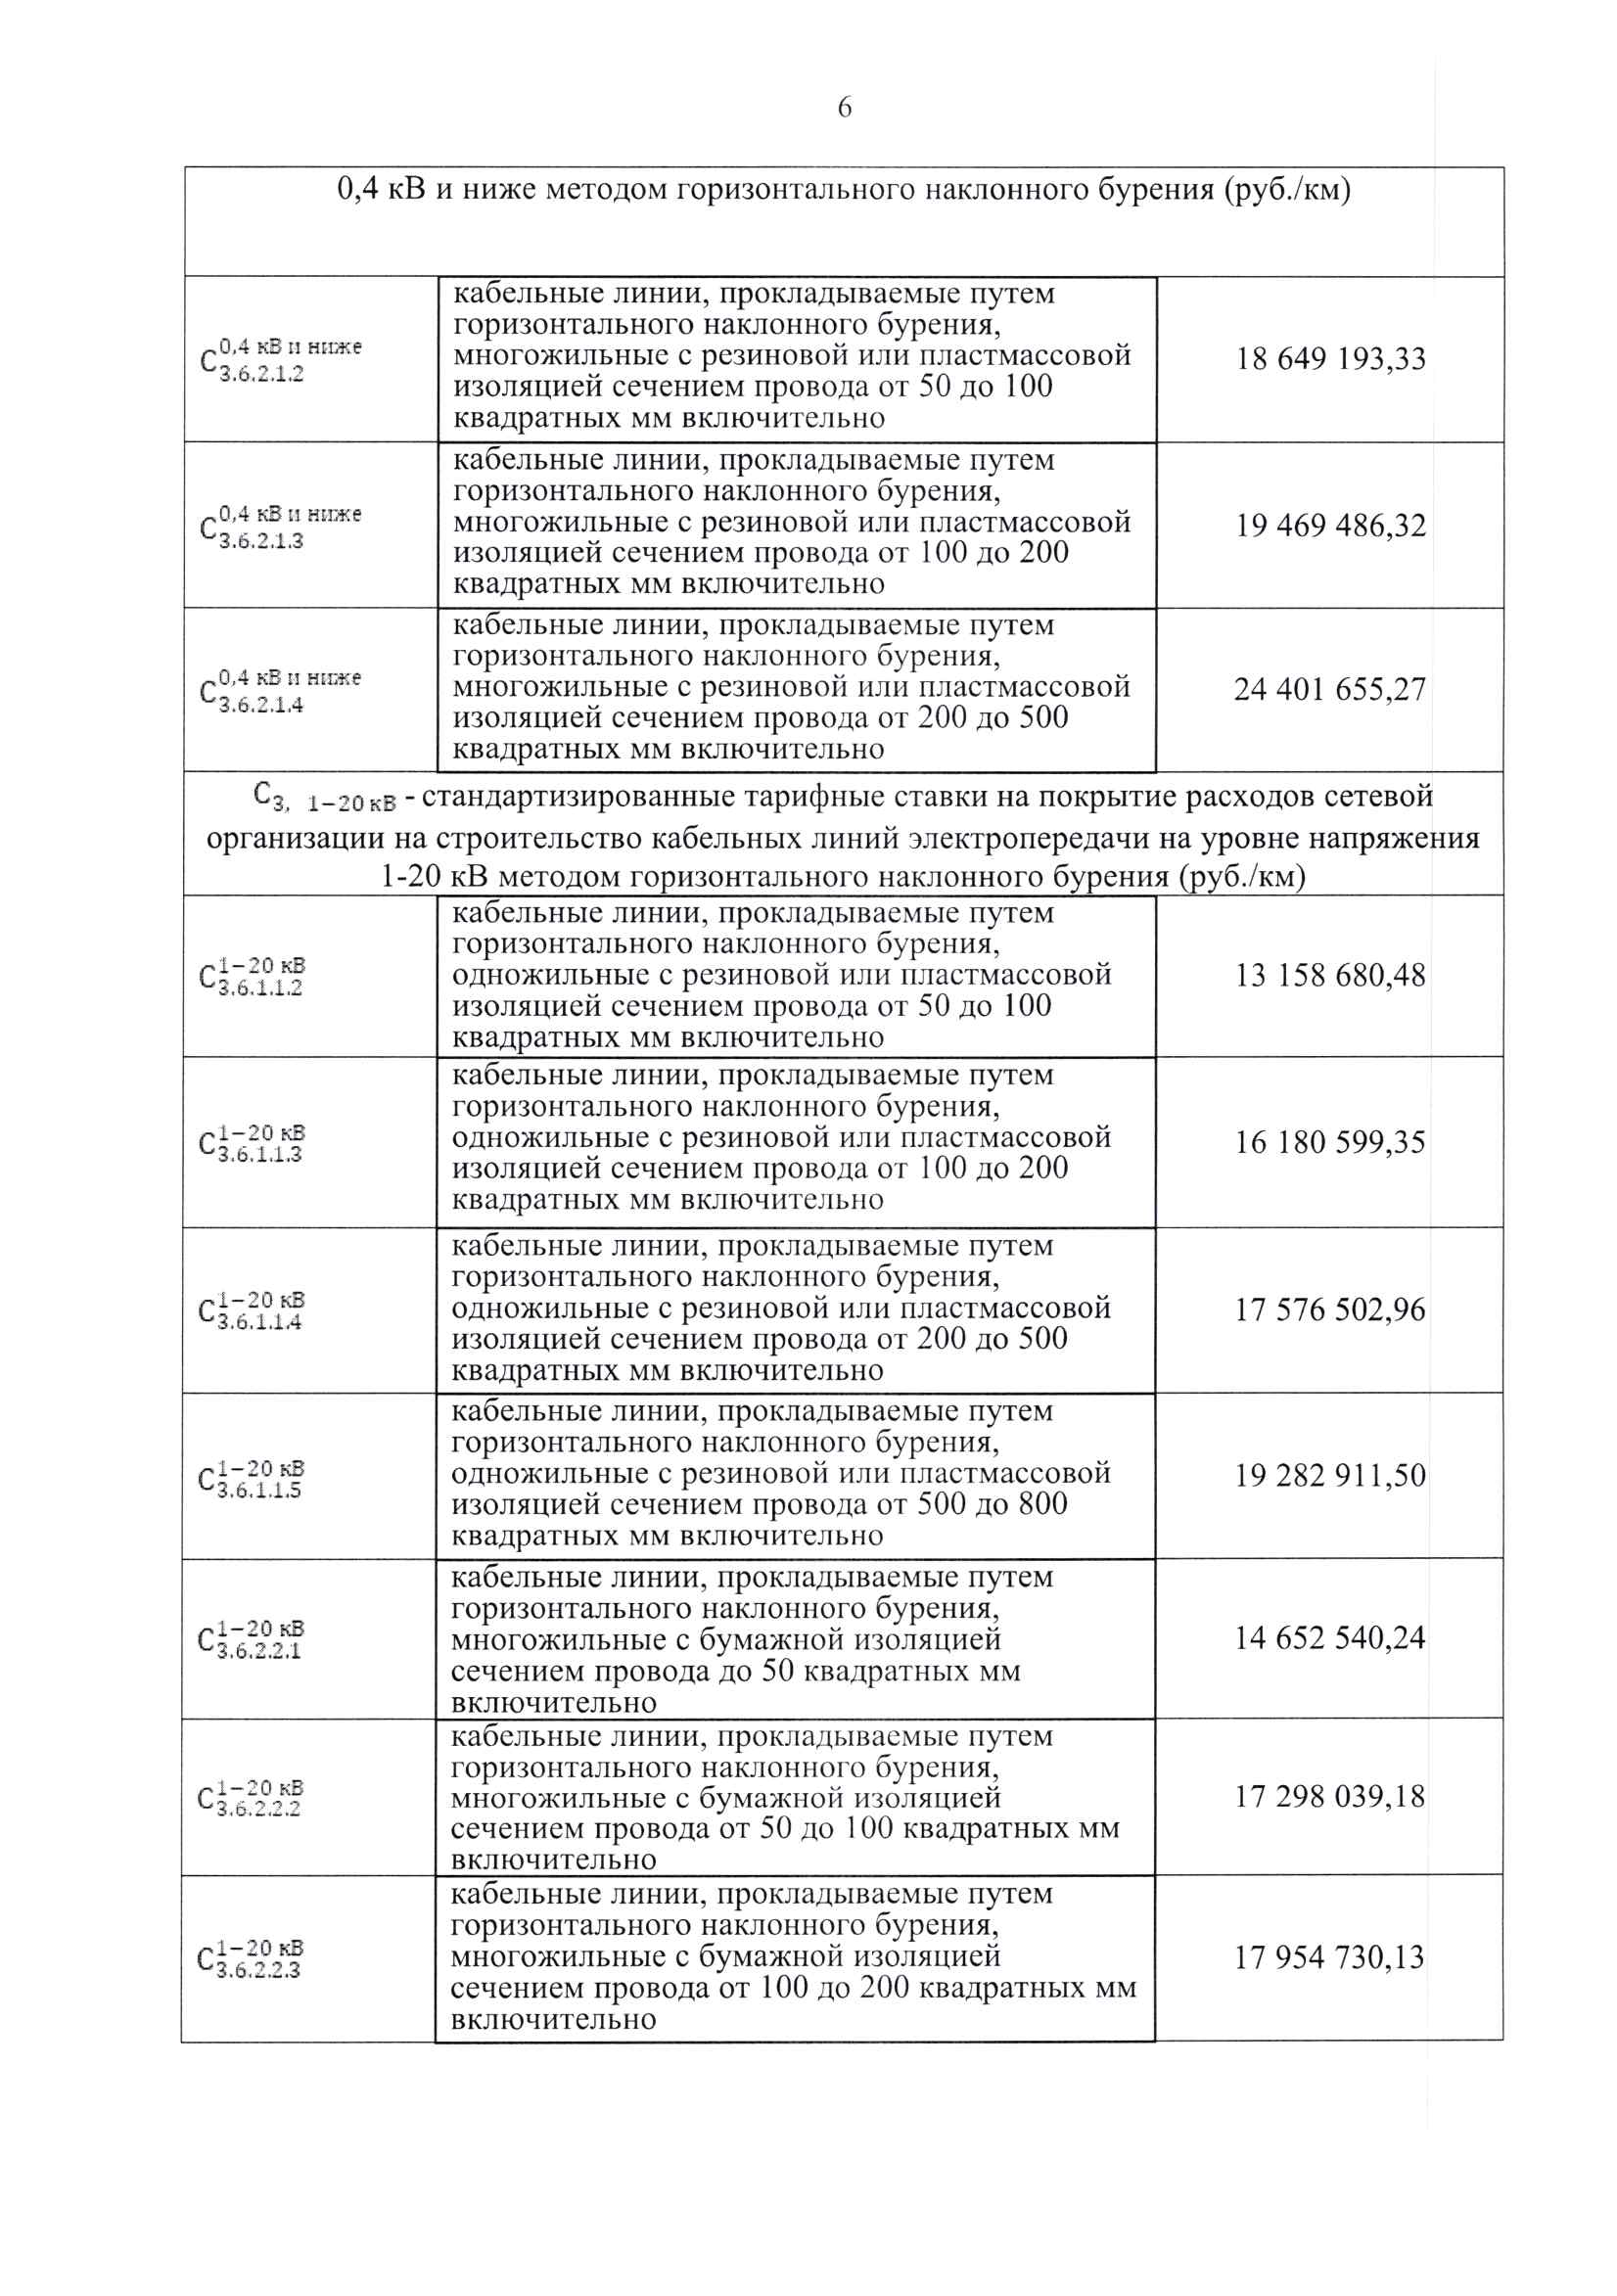 6
0,4 кВ и ниже методом горизонтального наклонного бурения (руб./км)
С 0,4 кВ и ниже 3.6.2.1.2
кабельные линии, прокладываемые путем
горизонтального наклонного бурения,
многожильные с резиновой или пластмассовой
изоляцией сечением провода от 50 до 100
квадратных мм включительно
18 649 193,33
С 0,4 кВ и ниже 3.6.2.1.3
кабельные линии, прокладываемые путем
горизонтального наклонного бурения,
многожильные с резиновой или пластмассовой
изоляцией сечением провода от 100 до 200
квадратных мм включительно
19 469 486,32
С 0,4 кВ и ниже 3.6.2.1.4
кабельные линии, прокладываемые путем
горизонтального наклонного бурения,
многожильные с резиновой или пластмассовой
изоляцией сечением провода от 200 до 500
квадратных мм включительно
24 401 655,27
С3, 1–20 кВ - стандартизированные тарифные ставки на покрытие расходов сетевой
организации на строительство кабельных линий электропередачи на уровне напряжения
1-20 кВ методом горизонтального наклонного бурения (руб./км)
С 1–20 кВ 3.6.1.1.2
кабельные линии, прокладываемые путем
горизонтального наклонного бурения,
одножильные с резиновой или пластмассовой
изоляцией сечением провода от 50 до 100
квадратных мм включительно
13 158 680,48
С 1–20 кВ 3.6.1.1.3
кабельные линии, прокладываемые путем
горизонтального наклонного бурения,
одножильные с резиновой или пластмассовой
изоляцией сечением провода от 100 до 200
квадратных мм включительно
16 180 599,35
С 1–20 кВ 3.6.1.1.4
кабельные линии, прокладываемые путем
горизонтального наклонного бурения,
одножильные с резиновой или пластмассовой
изоляцией сечением провода от 200 до 500
квадратных мм включительно
17 576 502,96
С 1–20 кВ 3.6.1.1.5
кабельные линии, прокладываемые путем
горизонтального наклонного бурения,
одножильные с резиновой или пластмассовой
изоляцией сечением провода от 500 до 800
квадратных мм включительно
19 282 911,50
С 1–20 кВ 3.6.2.2.1
кабельные линии, прокладываемые путем
горизонтального наклонного бурения,
многожильные с бумажной изоляцией
сечением провода до 50 квадратных мм
включительно
14 652 540,24
С 1–20 кВ 3.6.2.2.2
кабельные линии, прокладываемые путем
горизонтального наклонного бурения,
многожильные с бумажной изоляцией
сечением провода от 50 до 100 квадратных мм
включительно
17 298 039,18
С 1–20 кВ 3.6.2.2.3
кабельные линии, прокладываемые путем
горизонтального наклонного бурения,
многожильные с бумажной изоляцией
сечением провода от 100 до 200 квадратных мм
включительно
17 954 730,13